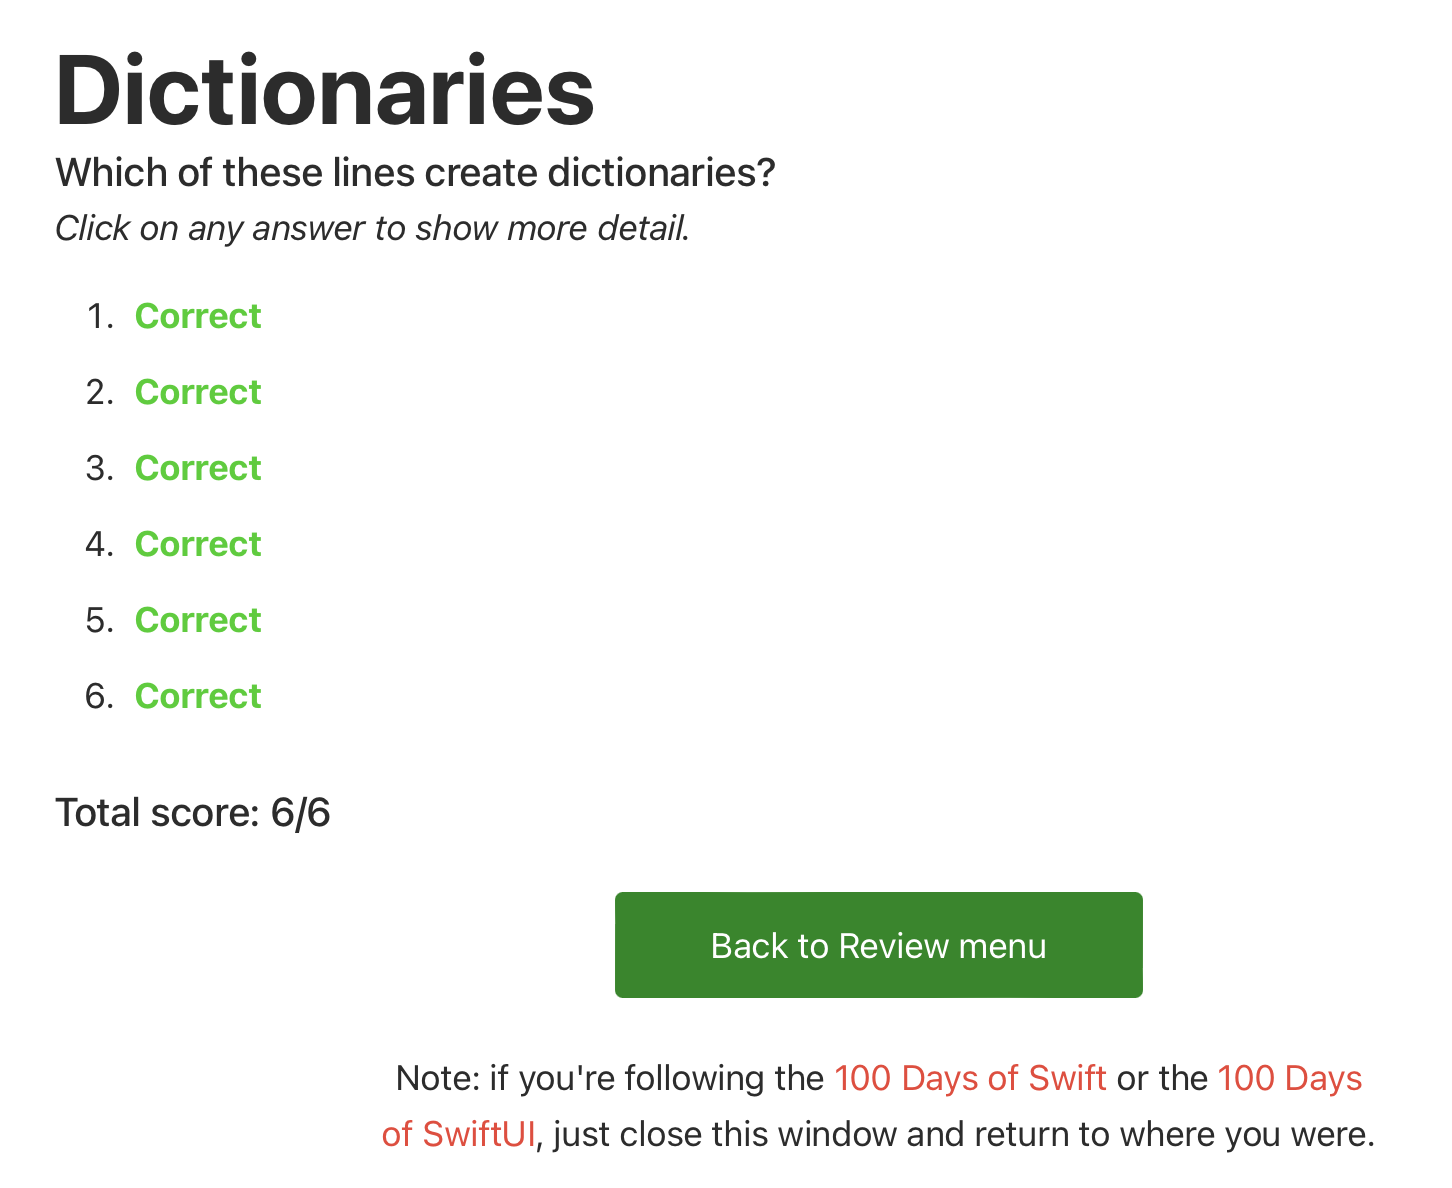 Dictionaries
Which of these lines create dictionaries?
Click on any answer to show more detail.
1. Correct
2. Correct
3. Correct
4. Correct
5. Correct
6. Correct
Total score: 6/6
Back to Review menu
Note: if you're following the 100 Days of Swift or the 100 Days
of SwiftUI, just close this window and return to where you were.